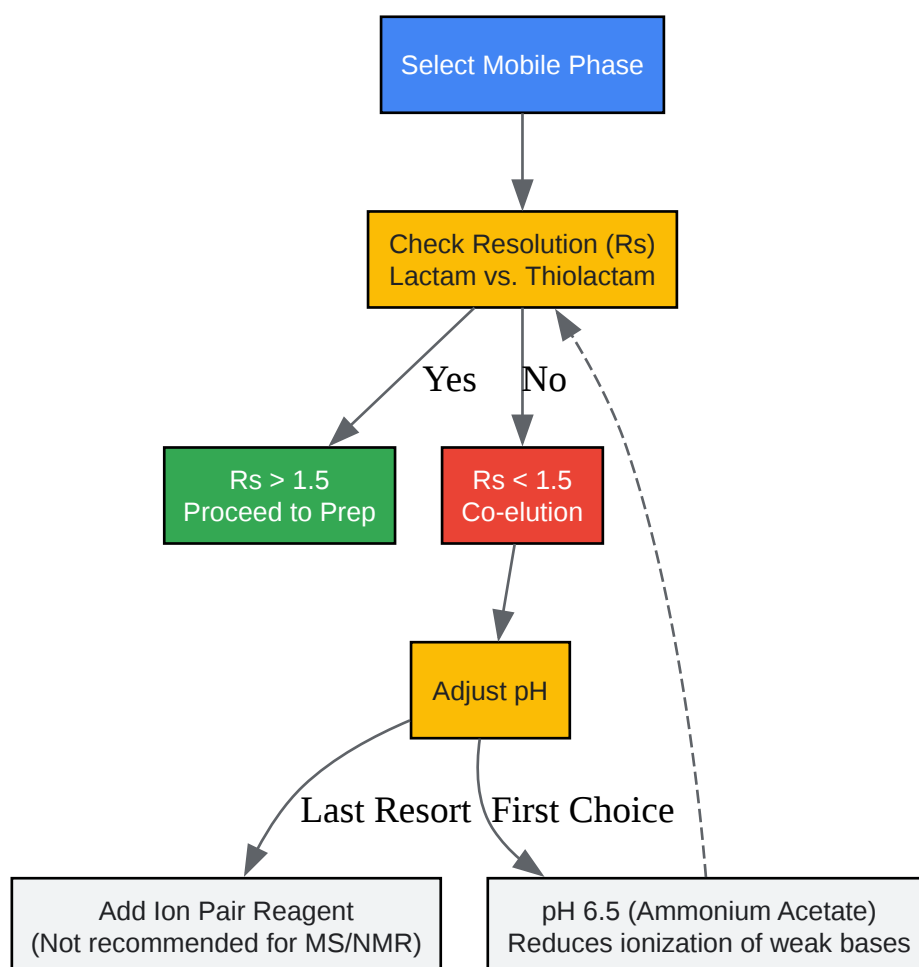 Select Mobile Phase
Check Resolution (Rs)
Lactam vs. Thiolactam
Yes
No
Rs > 1.5
Proceed to Prep
Rs < 1.5
Co-elution
Adjust pH
Last Resort
First Choice
Add Ion Pair Reagent
(Not recommended for MS/NMR)
pH 6.5 (Ammonium Acetate)
Reduces ionization of weak bases